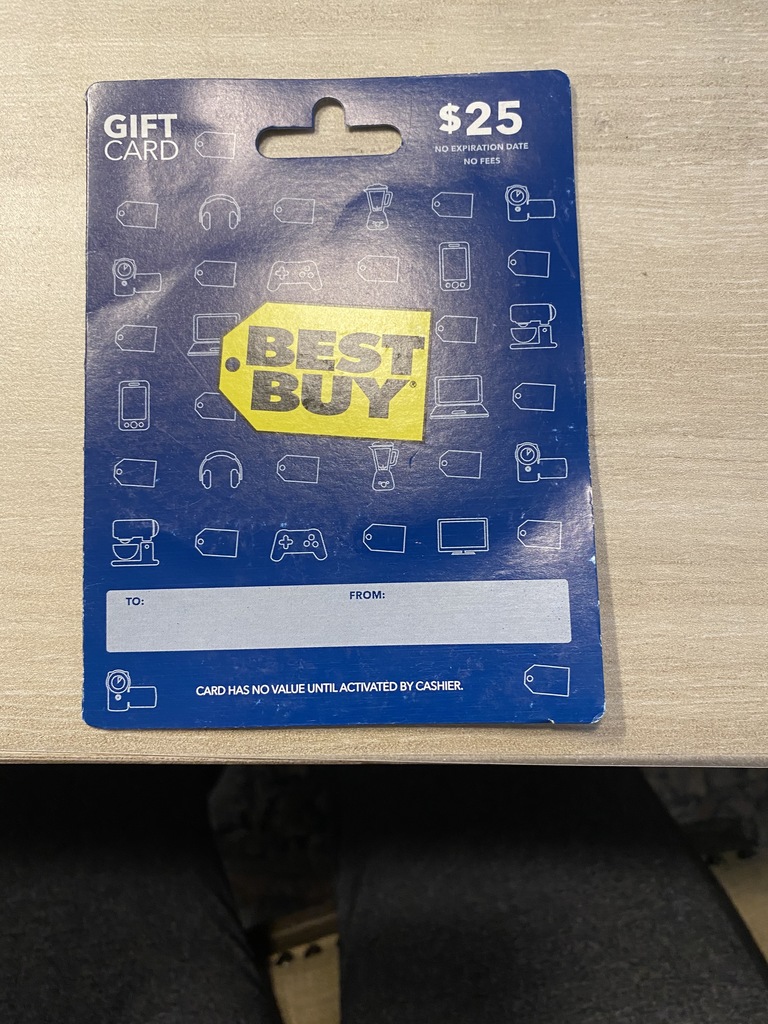 GIFT
CARD
$25
NO EXPIRATION DATE
NO FEES
BEST
BUY®
TO:
FROM:
CARD HAS NO VALUE UNTIL ACTIVATED BY CASHIER.